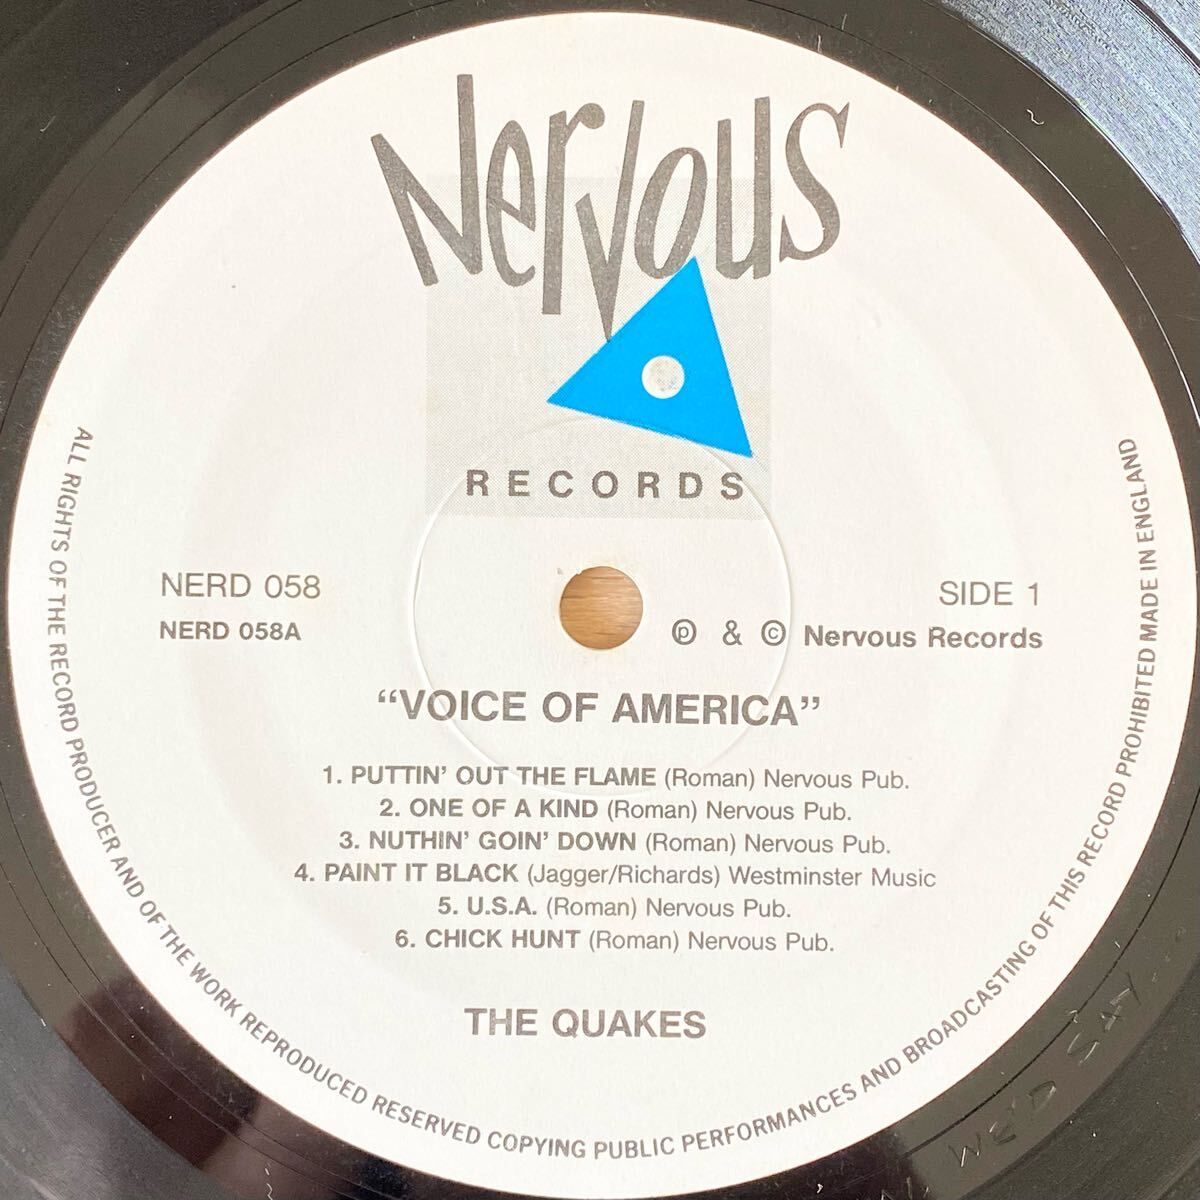 Nervous
RECORDS
NERD 058
NERD 058A
SIDE 1
Ⓟ & © Nervous Records
“VOICE OF AMERICA”
1. PUTTIN’ OUT THE FLAME (Roman) Nervous Pub.
2. ONE OF A KIND (Roman) Nervous Pub.
3. NUTHIN’ GOIN’ DOWN (Roman) Nervous Pub.
4. PAINT IT BLACK (Jagger/Richards) Westminster Music
5. U.S.A. (Roman) Nervous Pub.
6. CHICK HUNT (Roman) Nervous Pub.
THE QUAKES
ALL RIGHTS OF THE RECORD PRODUCER AND OF THE WORK REPRODUCED RESERVED COPYING PUBLIC PERFORMANCES AND BROADCASTING OF THIS RECORD PROHIBITED MADE IN ENGLAND
WE'D SAY